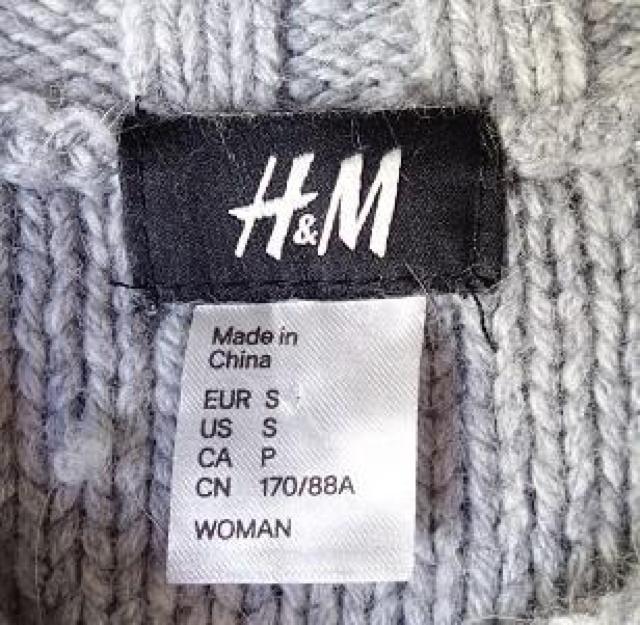 H&M
Made in
China
EUR S
US S
CA P
CN 170/88A
WOMAN